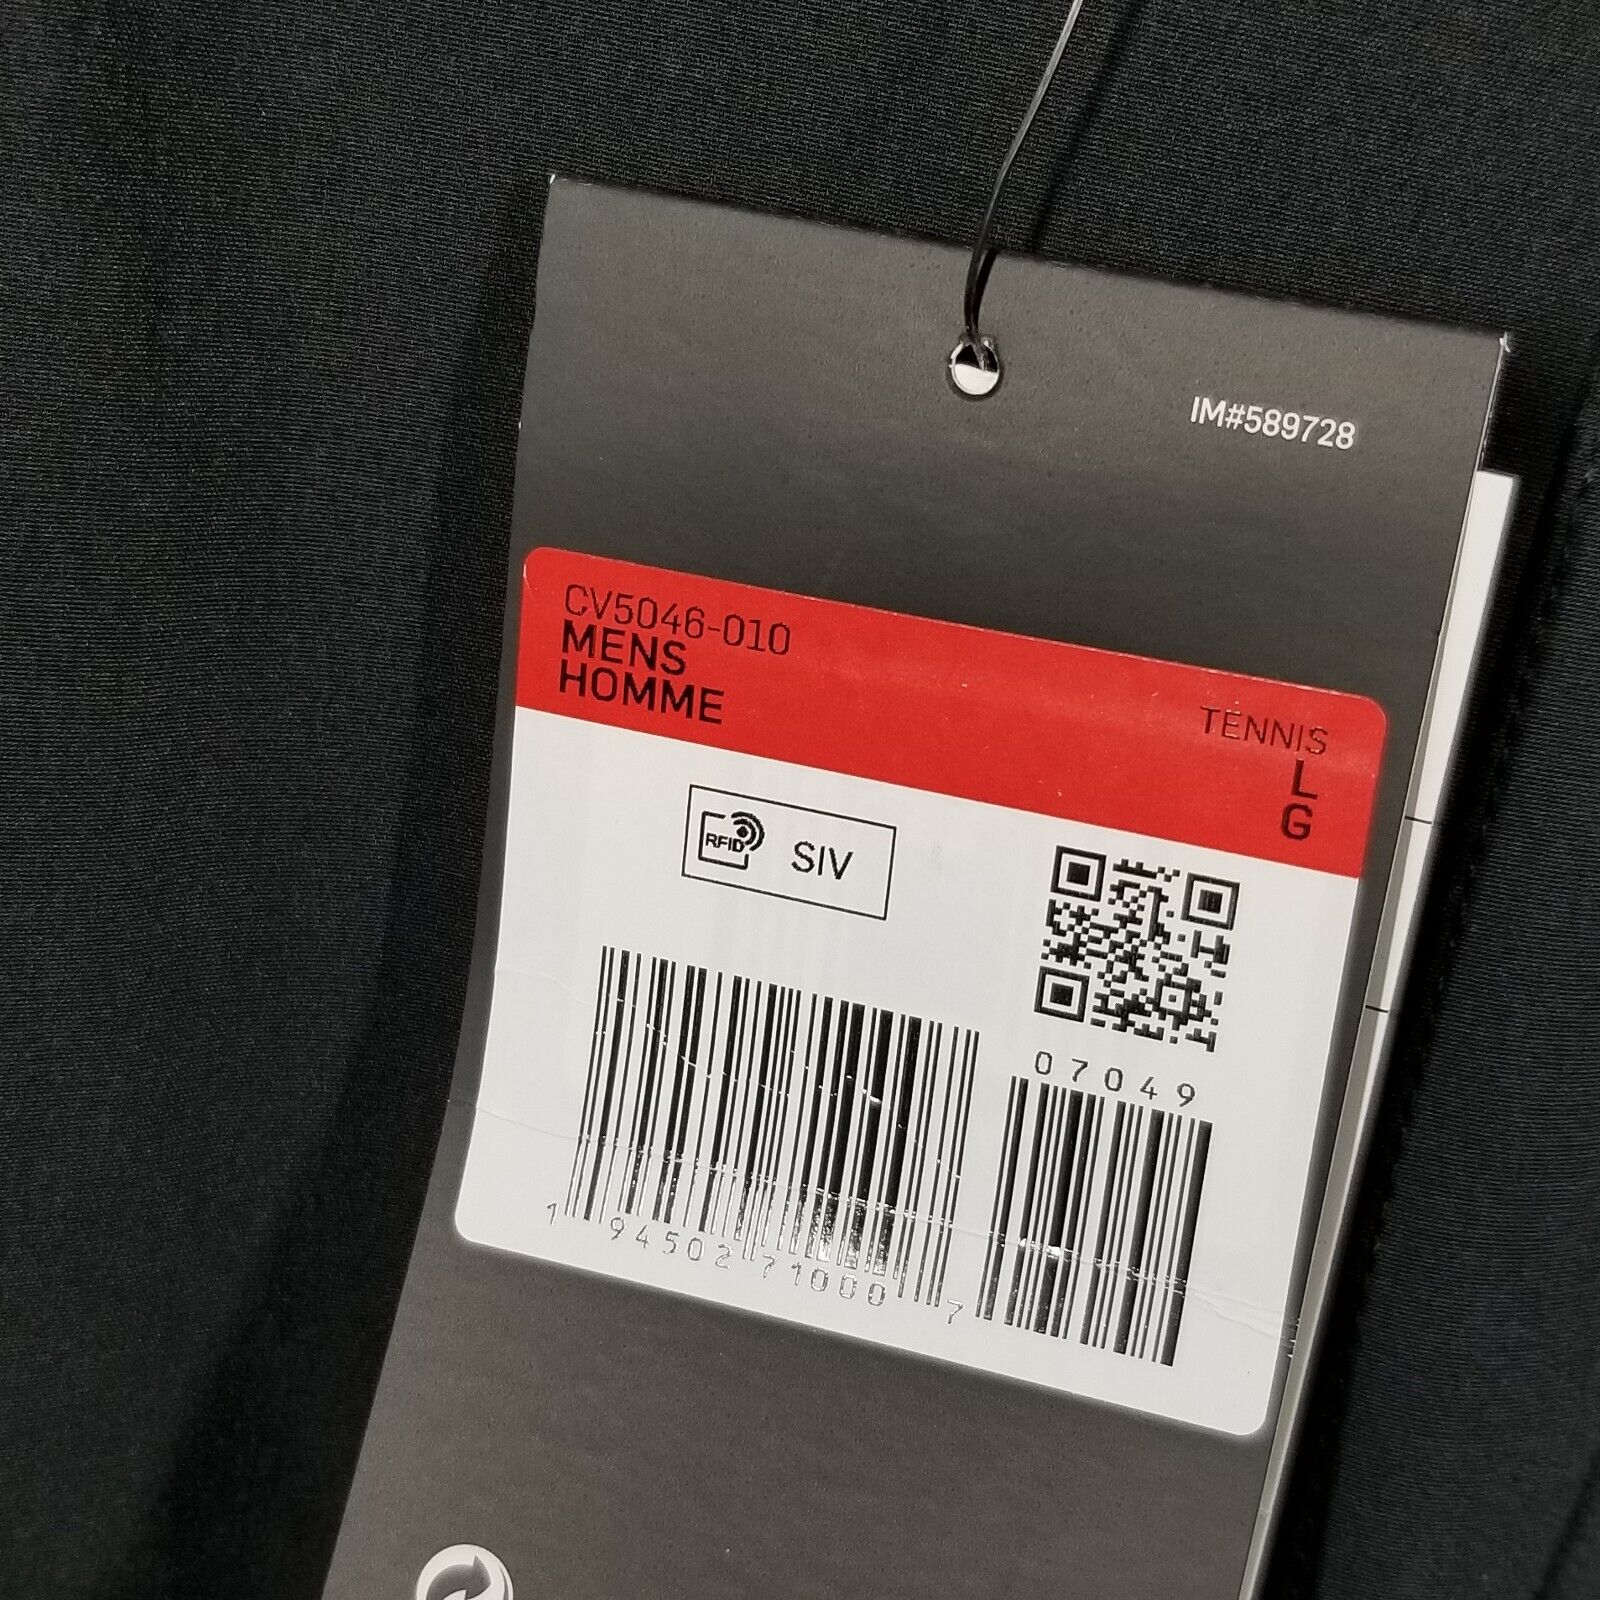 IM#589728
CV5046-010
MENS
HOMME
TENNIS
L
G
RFID SIV
07049
1 94502 71000 7